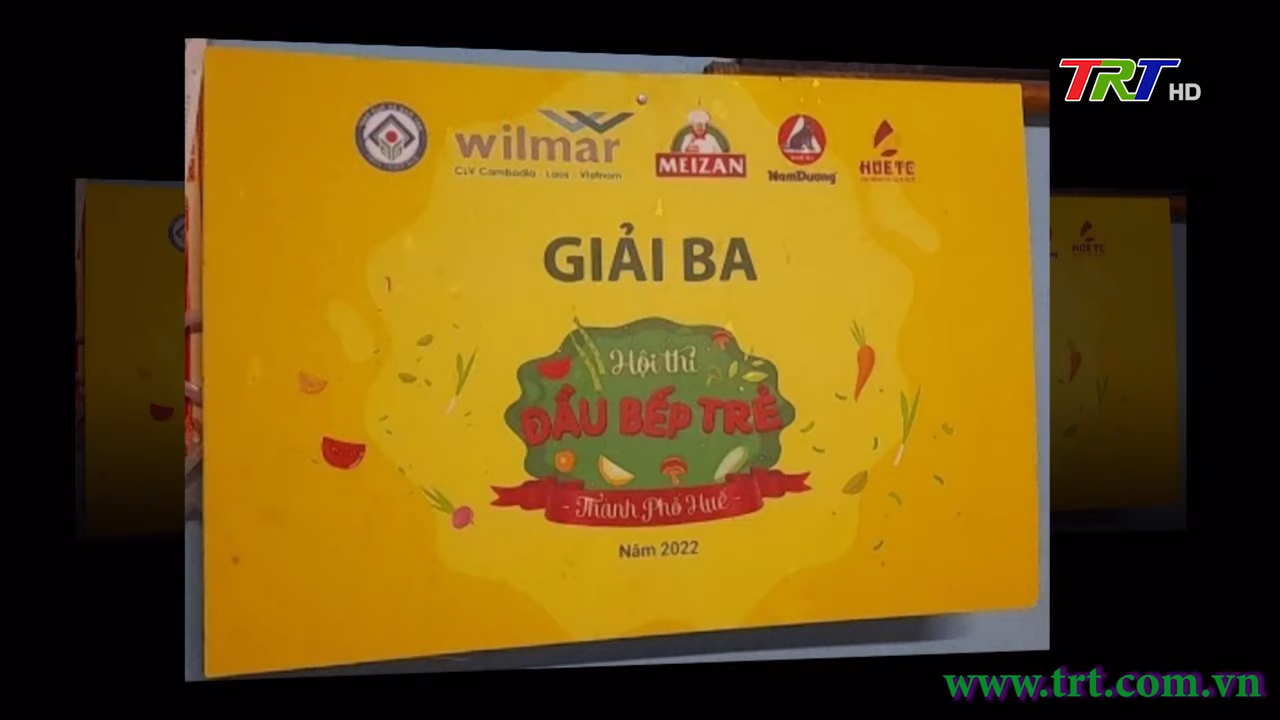 TRT HD
wilmar
CLV Cambodia - Laos - Vietnam
MEIZAN
NamDương
HUETC
GIẢI BA
Hội thi
ĐẦU BẾP TRẺ
- Thành Phố Huế -
Năm 2022
www.trt.com.vn